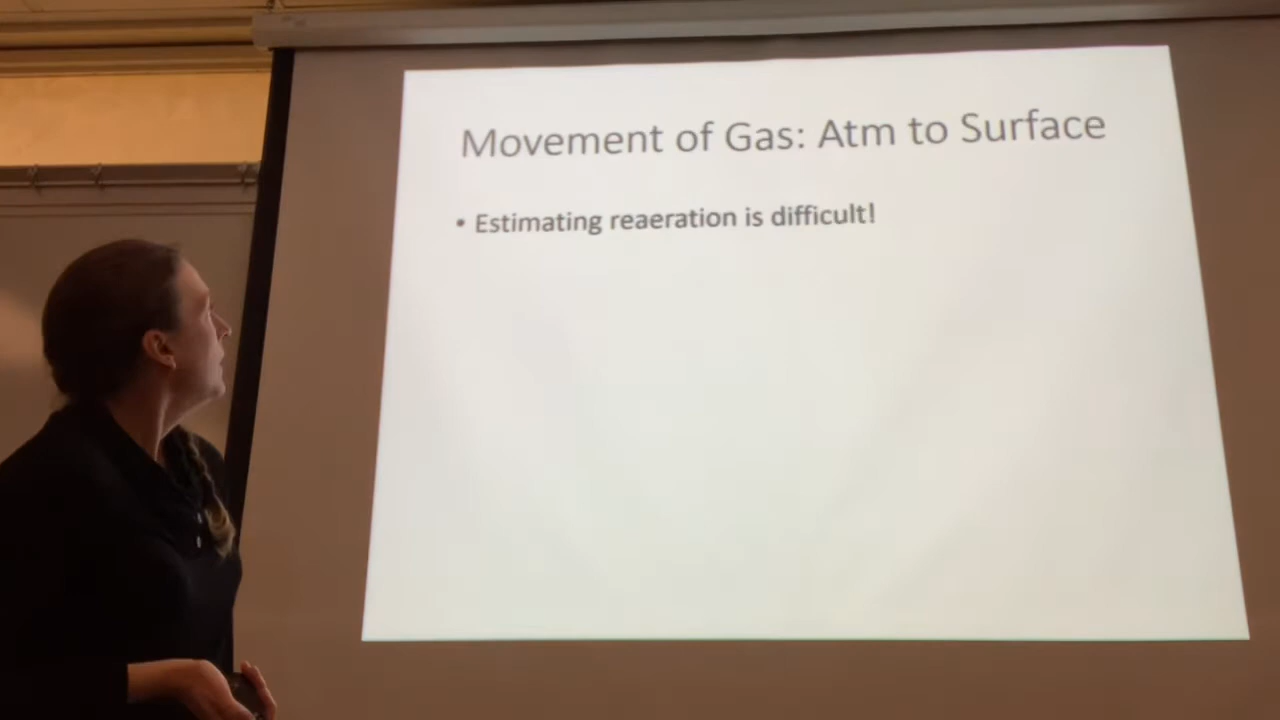 Movement of Gas: Atm to Surface
• Estimating reaeration is difficult!